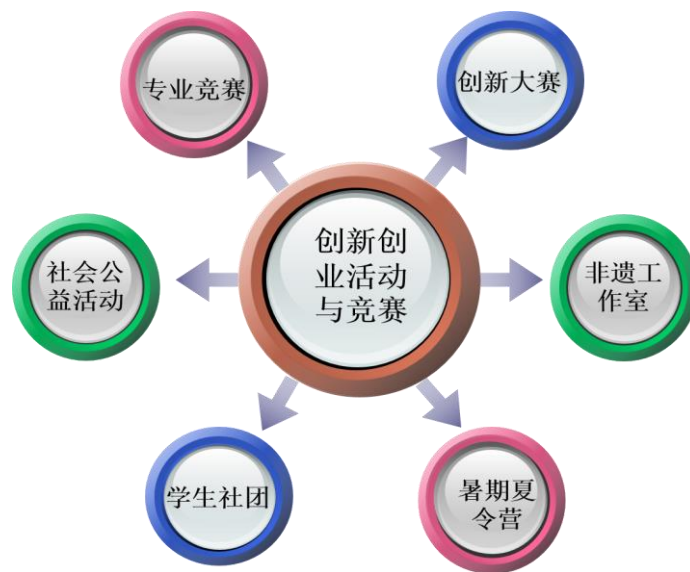 专业竞赛
创新大赛
创新创
业活动
与竞赛
社会公
益活动
非遗工
作室
学生社团
暑期夏
令营